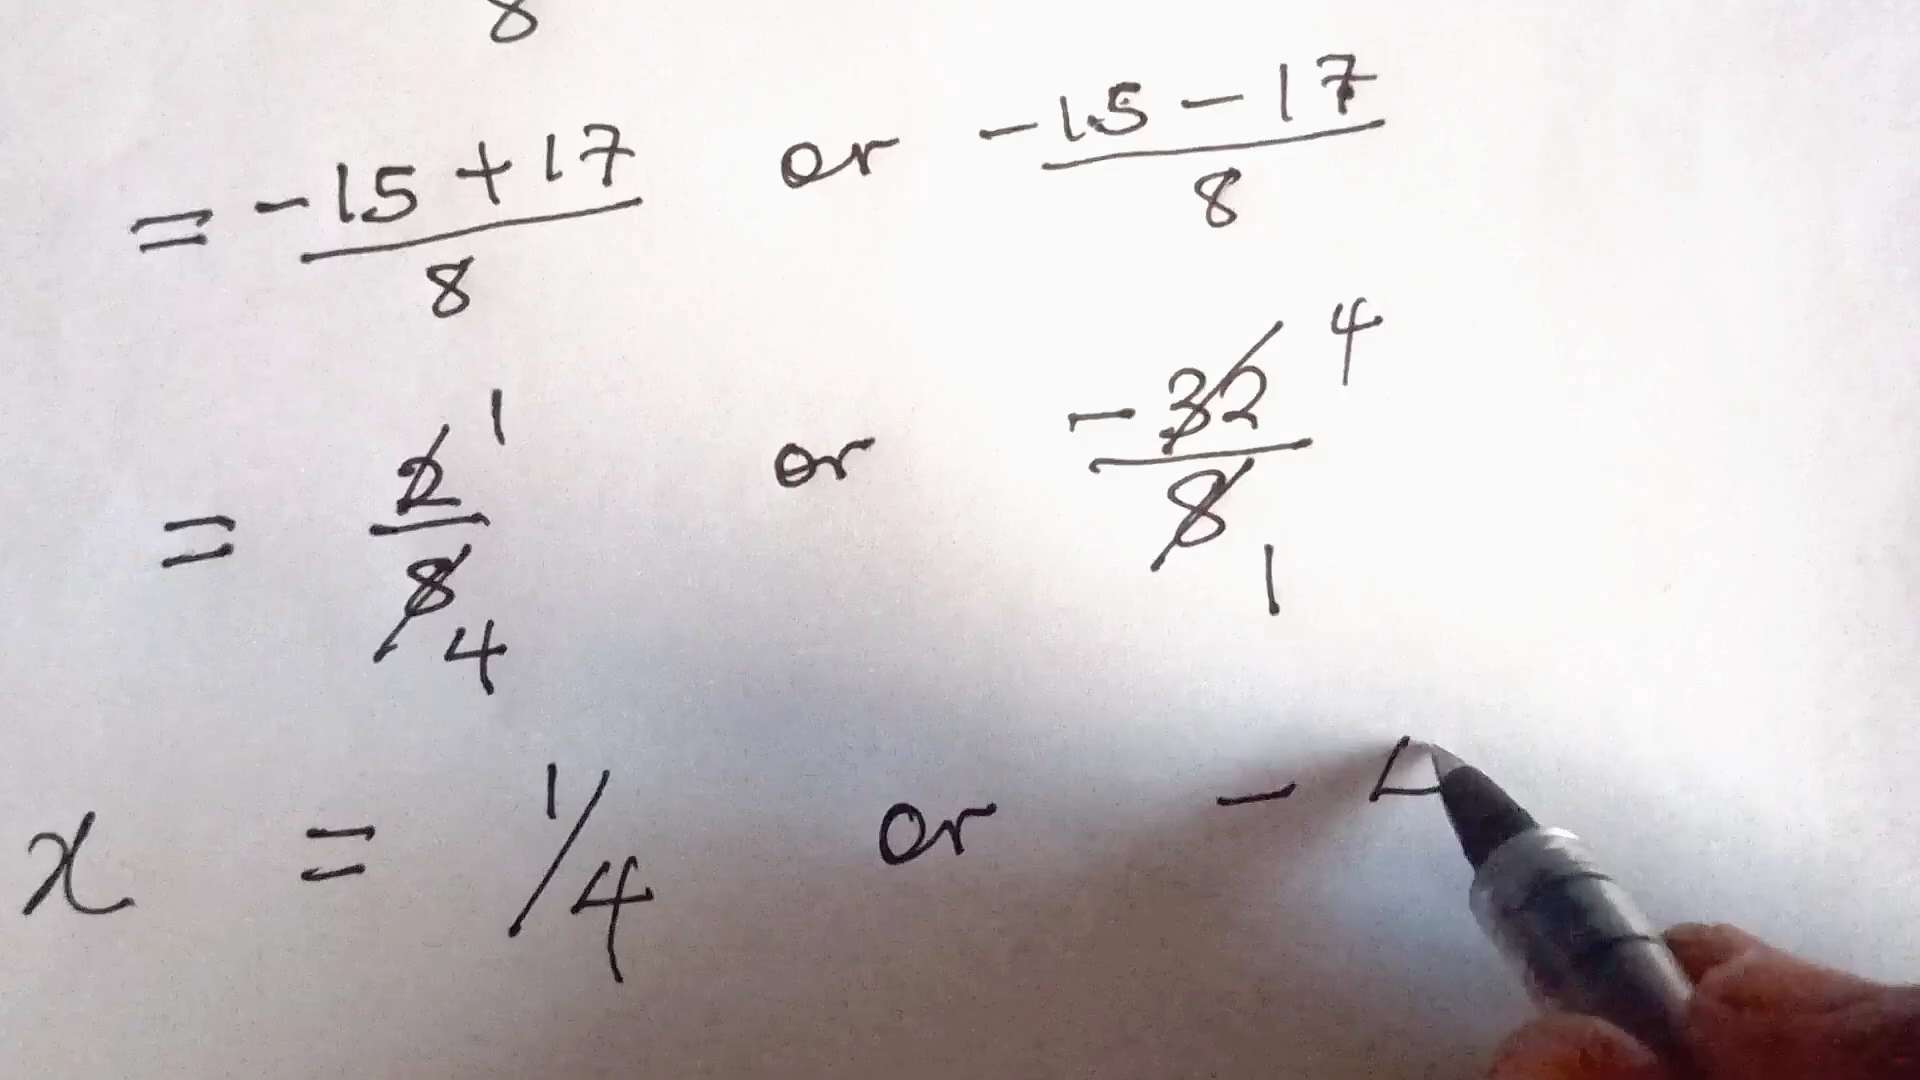 8
= -15 + 17 / 8 or -15 - 17 / 8
= 2 1 / 8 4 or -32 4 / 8 1
x = 1/4 or - 4